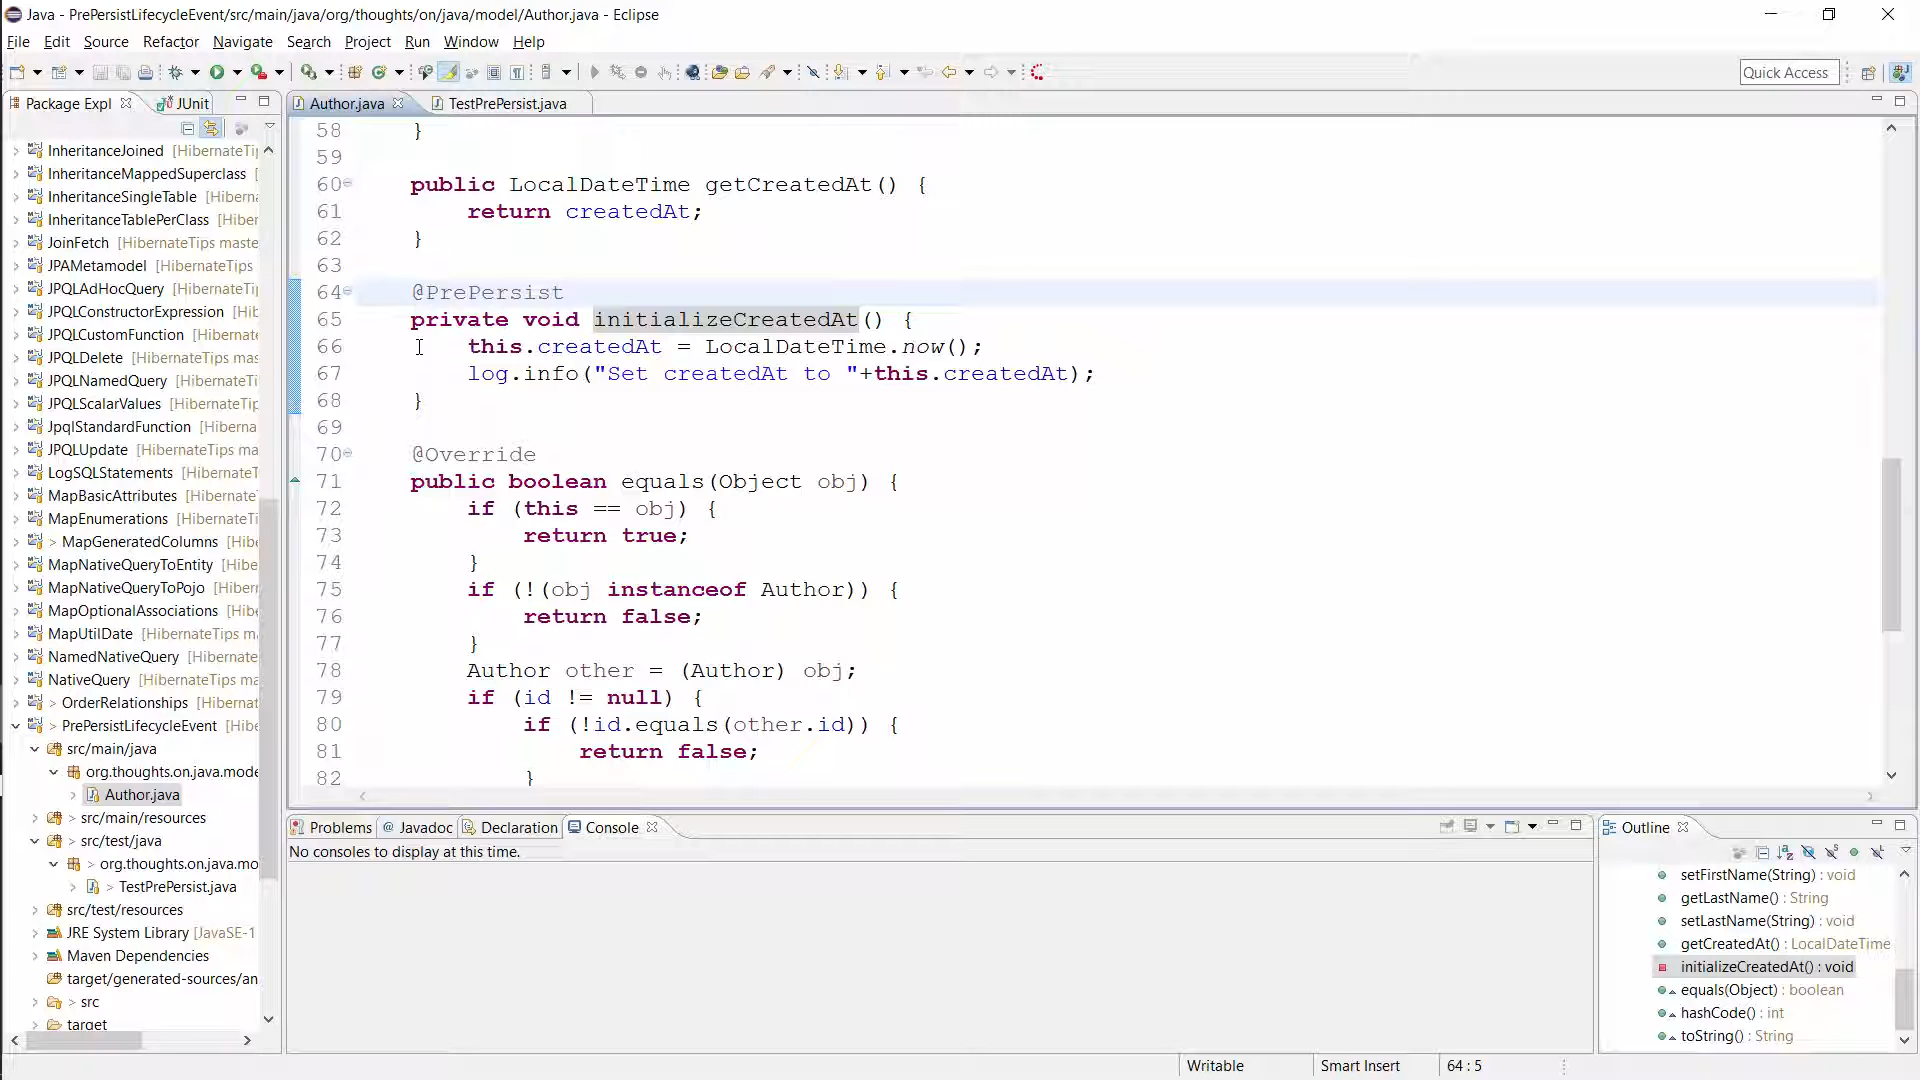 Java - PrePersistLifecycleEvent/src/main/java/org/thoughts/on/java/model/Author.java - Eclipse
File Edit Source Refactor Navigate Search Project Run Window Help
Quick Access
Package Expl JUnit
Author.java TestPrePersist.java
InheritanceJoined [HibernateTi
InheritanceMappedSuperclass [
InheritanceSingleTable [Hibernate
InheritanceTablePerClass [Hiber
JoinFetch [HibernateTips maste
JPAMetamodel [HibernateTips
JPQLAdHocQuery [HibernateTips
JPQLConstructorExpression [Hib
JPQLCustomFunction [Hibernate
JPQLDelete [HibernateTips mast
JPQLNamedQuery [HibernateTip
JPQLScalarValues [HibernateTip
JpqlStandardFunction [Hiberna
JPQLUpdate [HibernateTips ma
LogSQLStatements [HibernateT
MapBasicAttributes [Hibernate
MapEnumerations [HibernateT
> MapGeneratedColumns [Hibe
MapNativeQueryToEntity [Hibe
MapNativeQueryToPojo [Hiber
MapOptionalAssociations [Hibe
MapUtilDate [HibernateTips m
NamedNativeQuery [Hibernate
NativeQuery [HibernateTips ma
> OrderRelationships [Hibernat
> PrePersistLifecycleEvent [Hibe
src/main/java
org.thoughts.on.java.mode
Author.java
> src/main/resources
> src/test/java
> org.thoughts.on.java.mo
> TestPrePersist.java
src/test/resources
JRE System Library [JavaSE-1
Maven Dependencies
target/generated-sources/an
> src
target
58 }
59
60 public LocalDateTime getCreatedAt() {
61 return createdAt;
62 }
63
64 @PrePersist
65 private void initializeCreatedAt() {
66 this.createdAt = LocalDateTime.now();
67 log.info("Set createdAt to "+this.createdAt);
68 }
69
70 @Override
71 public boolean equals(Object obj) {
72 if (this == obj) {
73 return true;
74 }
75 if (!(obj instanceof Author)) {
76 return false;
77 }
78 Author other = (Author) obj;
79 if (id != null) {
80 if (!id.equals(other.id)) {
81 return false;
82 }
Problems @ Javadoc Declaration Console
No consoles to display at this time.
Outline
setFirstName(String) : void
getLastName() : String
setLastName(String) : void
getCreatedAt() : LocalDateTime
initializeCreatedAt() : void
equals(Object) : boolean
hashCode() : int
toString() : String
Writable Smart Insert 64 : 5